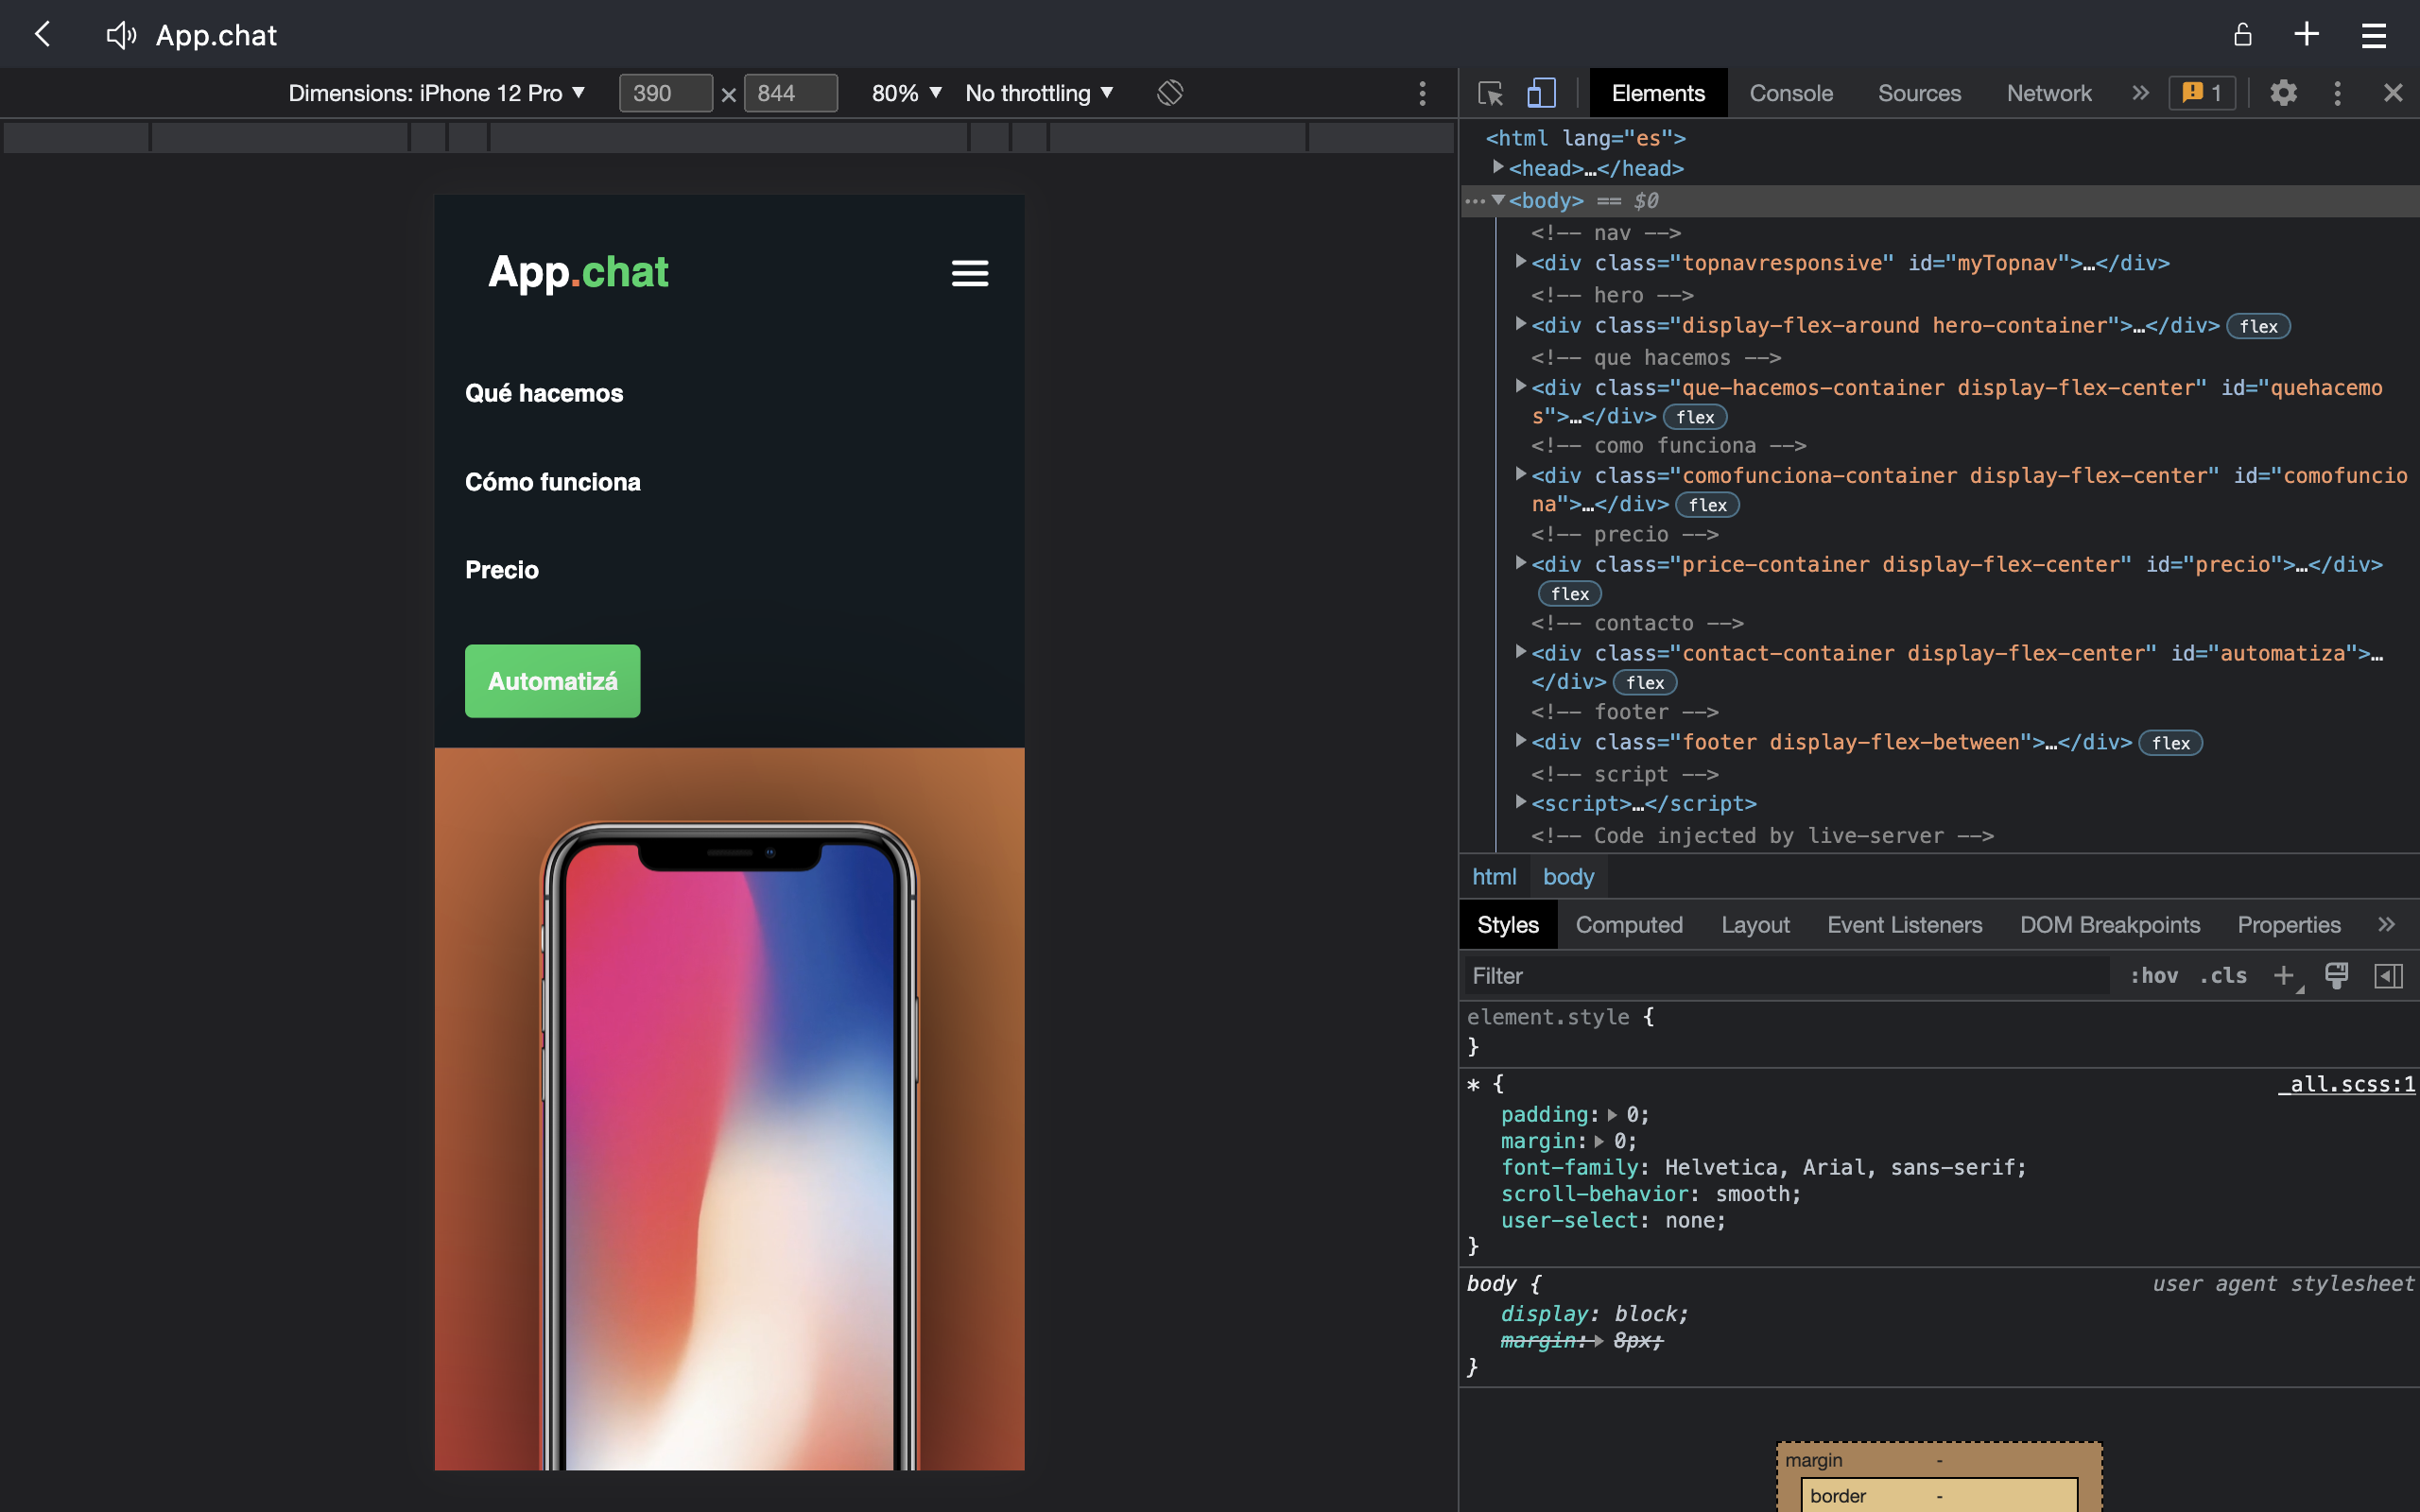 App.chat
Dimensions: iPhone 12 Pro ▼ 390 × 844 80% ▼ No throttling ▼
App.chat
Qué hacemos
Cómo funciona
Precio
Automatizá
Elements Console Sources Network » 1
<html lang="es">
<head>…</head>
<body> == $0
<!-- nav -->
<div class="topnavresponsive" id="myTopnav">…</div>
<!-- hero -->
<div class="display-flex-around hero-container">…</div> flex
<!-- que hacemos -->
<div class="que-hacemos-container display-flex-center" id="quehacemo
s">…</div> flex
<!-- como funciona -->
<div class="comofunciona-container display-flex-center" id="comofuncio
na">…</div> flex
<!-- precio -->
<div class="price-container display-flex-center" id="precio">…</div>
flex
<!-- contacto -->
<div class="contact-container display-flex-center" id="automatiza">…
</div> flex
<!-- footer -->
<div class="footer display-flex-between">…</div> flex
<!-- script -->
<script>…</script>
<!-- Code injected by live-server -->
html body
Styles Computed Layout Event Listeners DOM Breakpoints Properties »
Filter :hov .cls +
element.style {
}
* { _all.scss:1
padding: 0;
margin: 0;
font-family: Helvetica, Arial, sans-serif;
scroll-behavior: smooth;
user-select: none;
}
body { user agent stylesheet
display: block;
margin: 8px;
}
margin -
border -